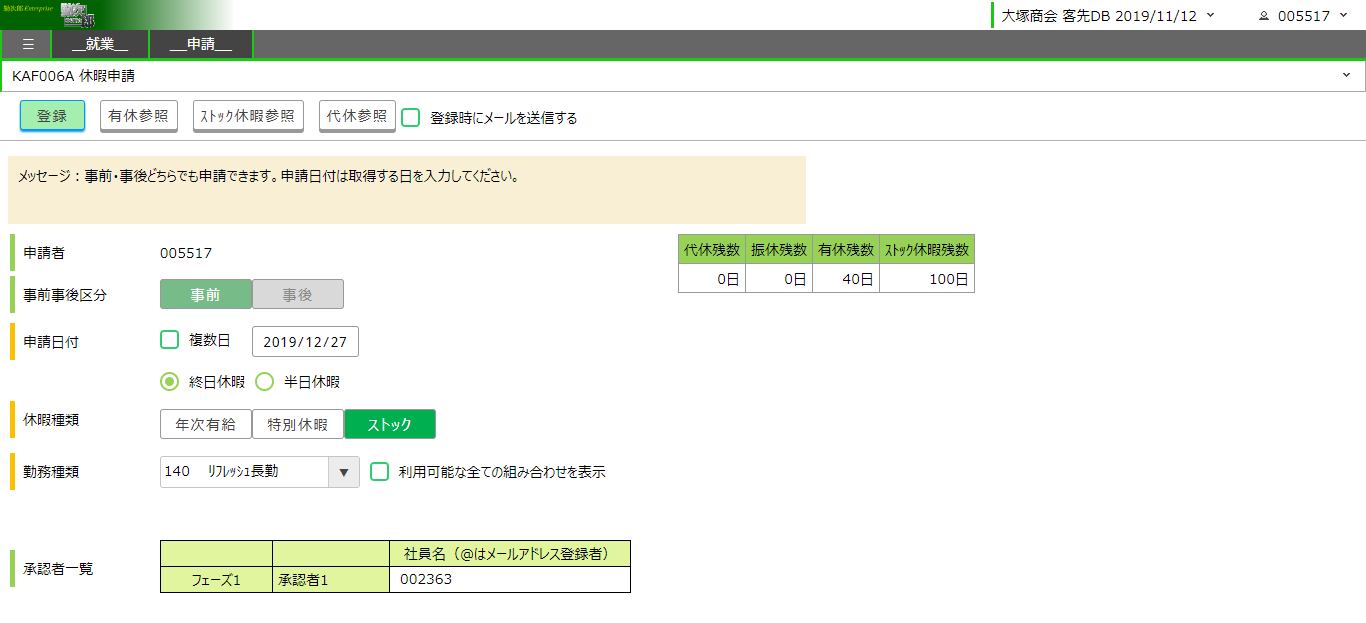 勤次郎 Enterprise
大塚商会 客先DB 2019/11/12
005517
__就業__ __申請__
KAF006A 休暇申請
登録 有休参照 ｽﾄｯｸ休暇参照 代休参照 登録時にメールを送信する
メッセージ：事前・事後どちらでも申請できます。申請日付は取得する日を入力してください。
申請者 005517
代休残数 振休残数 有休残数 ｽﾄｯｸ休暇残数
0日 0日 40日 100日
事前事後区分 事前 事後
申請日付 複数日 2019/12/27
終日休暇 半日休暇
休暇種類 年次有給 特別休暇 ストック
勤務種類 140 ﾘﾌﾚｯｼｭ長勤 利用可能な全ての組み合わせを表示
承認者一覧
社員名（@はメールアドレス登録者）
フェーズ1 承認者1 002363